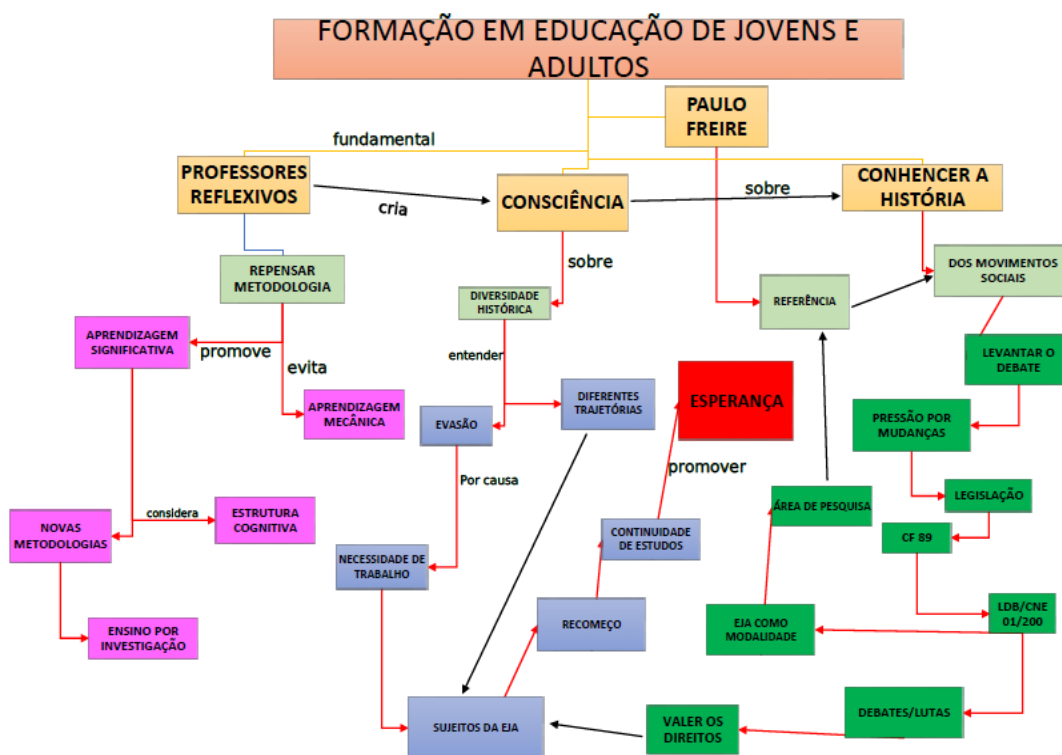 FORMAÇÃO EM EDUCAÇÃO DE JOVENS E
ADULTOS
PAULO
FREIRE
fundamental
PROFESSORES
REFLEXIVOS
cria
CONSCIÊNCIA
sobre
CONHENCER A
HISTÓRIA
sobre
REPENSAR
METODOLOGIA
DIVERSIDADE
HISTÓRICA
REFERÊNCIA
DOS MOVIMENTOS
SOCIAIS
APRENDIZAGEM
SIGNIFICATIVA
promove
evita
entender
LEVANTAR O
DEBATE
APRENDIZAGEM
MECÂNICA
EVASÃO
DIFERENTES
TRAJETÓRIAS
ESPERANÇA
PRESSÃO POR
MUDANÇAS
Por causa
promover
LEGISLAÇÃO
considera
ESTRUTURA
COGNITIVA
ÁREA DE PESQUISA
NOVAS
METODOLOGIAS
CONTINUIDADE
DE ESTUDOS
CF 89
NECESSIDADE DE
TRABALHO
RECOMEÇO
EJA COMO
MODALIDADE
LDB/CNE
01/200
ENSINO POR
INVESTIGAÇÃO
SUJEITOS DA EJA
VALER OS
DIREITOS
DEBATES/LUTAS